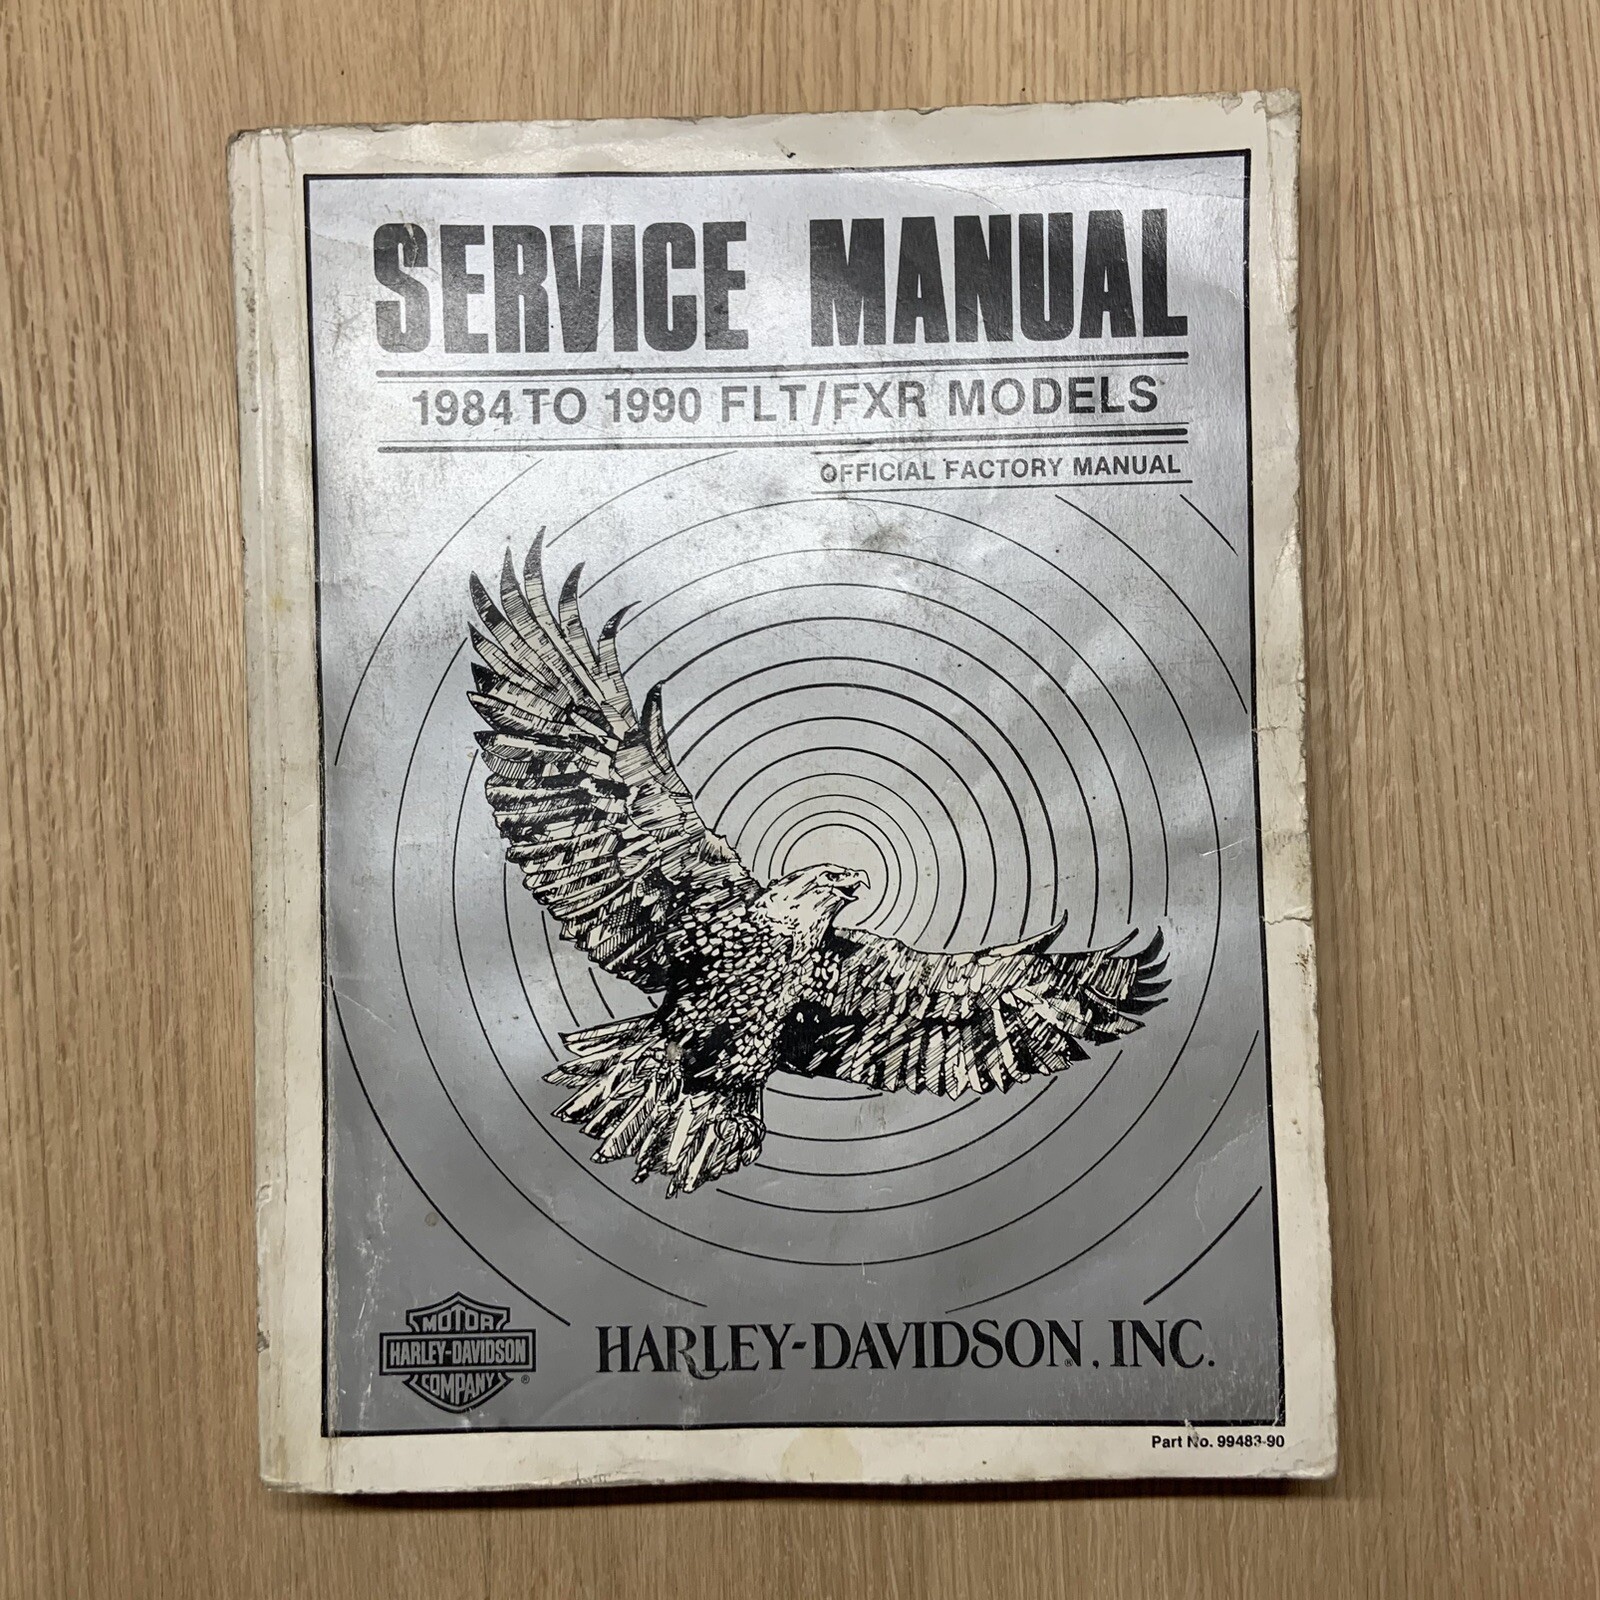 SERVICE MANUAL
1984 TO 1990 FLT/FXR MODELS
OFFICIAL FACTORY MANUAL
MOTOR
HARLEY-DAVIDSON
COMPANY
®
HARLEY-DAVIDSON®, INC.
Part No. 99483-90